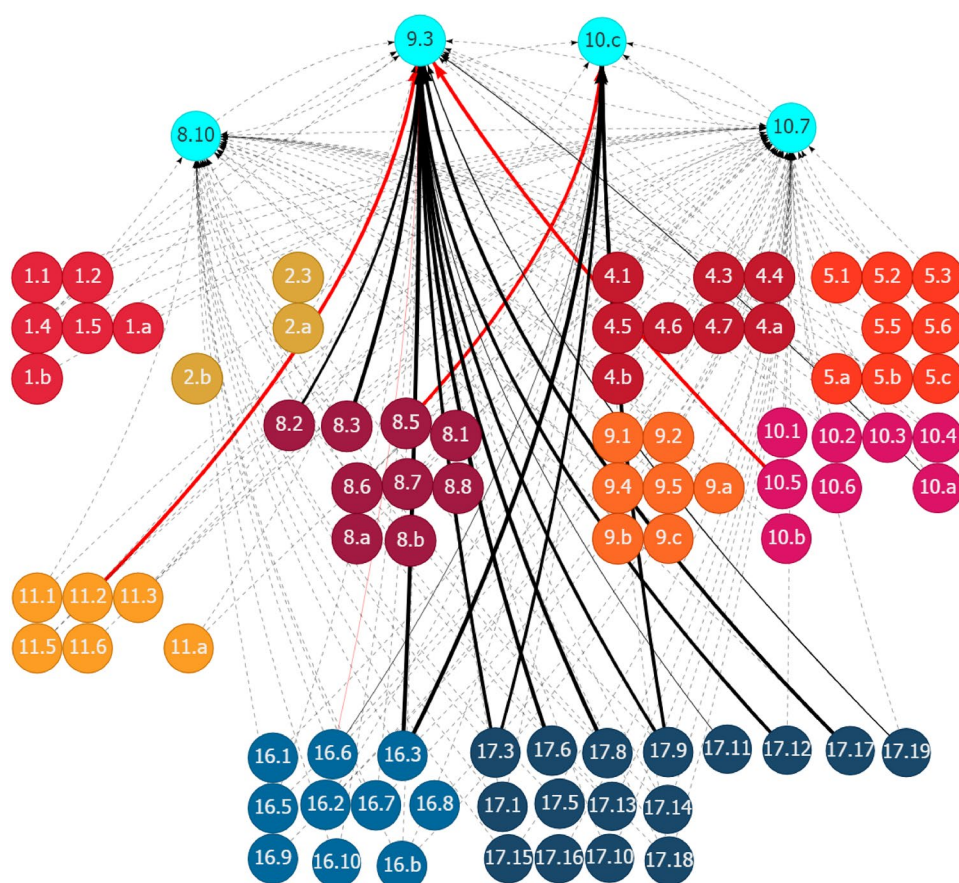 9.3 10.c
8.10 10.7
1.1 1.2 2.3 4.1 4.3 4.4 5.1 5.2 5.3
1.4 1.5 1.a 2.a 4.5 4.6 4.7 4.a 5.5 5.6
1.b 2.b 4.b 5.a 5.b 5.c
8.2 8.3 8.5 8.1 9.1 9.2 10.1 10.2 10.3 10.4
8.6 8.7 8.8 9.4 9.5 9.a 10.5 10.6 10.a
8.a 8.b 9.b 9.c 10.b
11.1 11.2 11.3
11.5 11.6 11.a
16.1 16.6 16.3 17.3 17.6 17.8 17.9 17.11 17.12 17.17 17.19
16.5 16.2 16.7 16.8 17.1 17.5 17.13 17.14
16.9 16.10 16.b 17.15 17.16 17.10 17.18